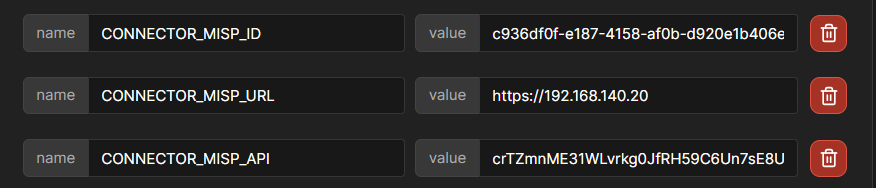 name CONNECTOR_MISP_ID value c936df0f-e187-4158-af0b-d920e1b406e
name CONNECTOR_MISP_URL value https://192.168.140.20
name CONNECTOR_MISP_API value crTZmnME31WLvrkg0JfRH59C6Un7sE8U